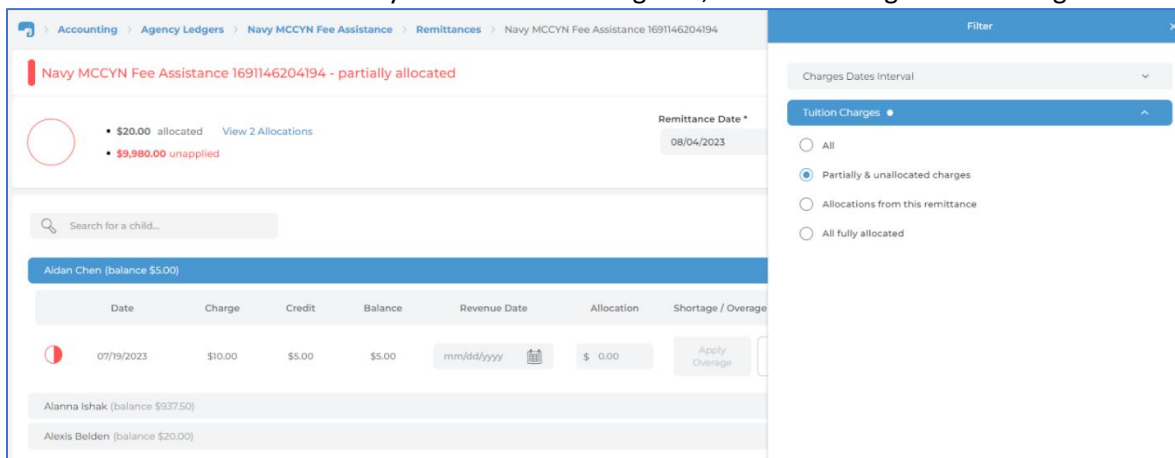 Accounting > Agency Ledgers > Navy MCCYN Fee Assistance > Remittances > Navy MCCYN Fee Assistance 1691146204194
Filter ×
Navy MCCYN Fee Assistance 1691146204194 - partially allocated
• $20.00 allocated View 2 Allocations
• $9,980.00 unapplied
Remittance Date *
08/04/2023
Charges Dates Interval
Tuition Charges
All
Partially & unallocated charges
Allocations from this remittance
All fully allocated
Search for a child...
Aidan Chen (balance $5.00)
Date Charge Credit Balance Revenue Date Allocation Shortage / Overage
07/19/2023 $10.00 $5.00 $5.00 mm/dd/yyyy $ 0.00 Apply
Overage
Alanna Ishak (balance $937.50)
Alexis Belden (balance $20.00)